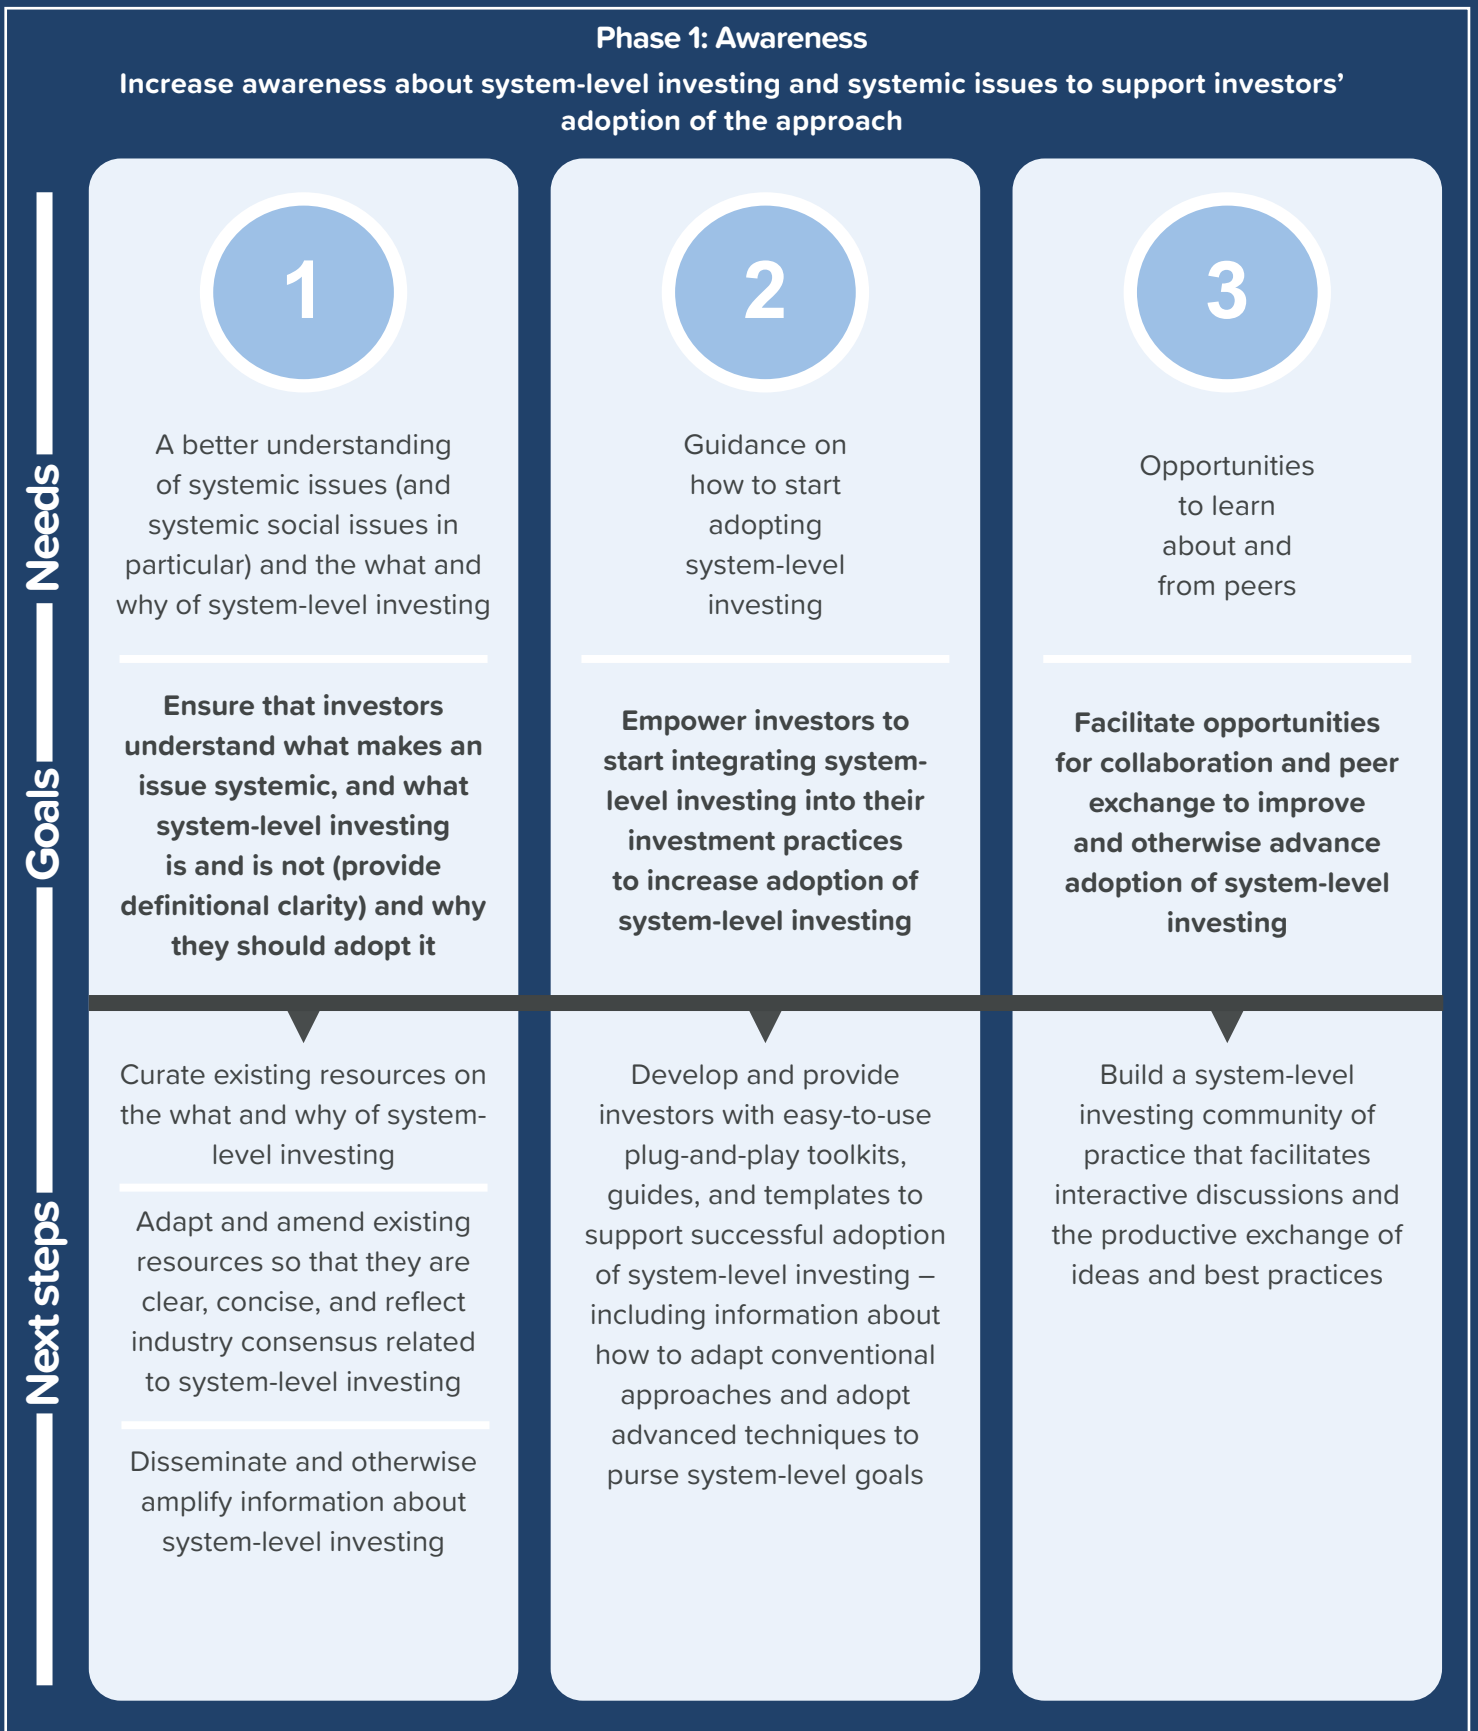 Phase 1: Awareness
Increase awareness about system-level investing and systemic issues to support investors’
adoption of the approach
Needs
1
A better understanding
of systemic issues (and
systemic social issues in
particular) and the what and
why of system-level investing
2
Guidance on
how to start
adopting
system-level
investing
3
Opportunities
to learn
about and
from peers
Goals
Ensure that investors
understand what makes an
issue systemic, and what
system-level investing
is and is not (provide
definitional clarity) and why
they should adopt it
Empower investors to
start integrating system-
level investing into their
investment practices
to increase adoption of
system-level investing
Facilitate opportunities
for collaboration and peer
exchange to improve
and otherwise advance
adoption of system-level
investing
Next steps
Curate existing resources on
the what and why of system-
level investing
Adapt and amend existing
resources so that they are
clear, concise, and reflect
industry consensus related
to system-level investing
Disseminate and otherwise
amplify information about
system-level investing
Develop and provide
investors with easy-to-use
plug-and-play toolkits,
guides, and templates to
support successful adoption
of system-level investing –
including information about
how to adapt conventional
approaches and adopt
advanced techniques to
purse system-level goals
Build a system-level
investing community of
practice that facilitates
interactive discussions and
the productive exchange of
ideas and best practices